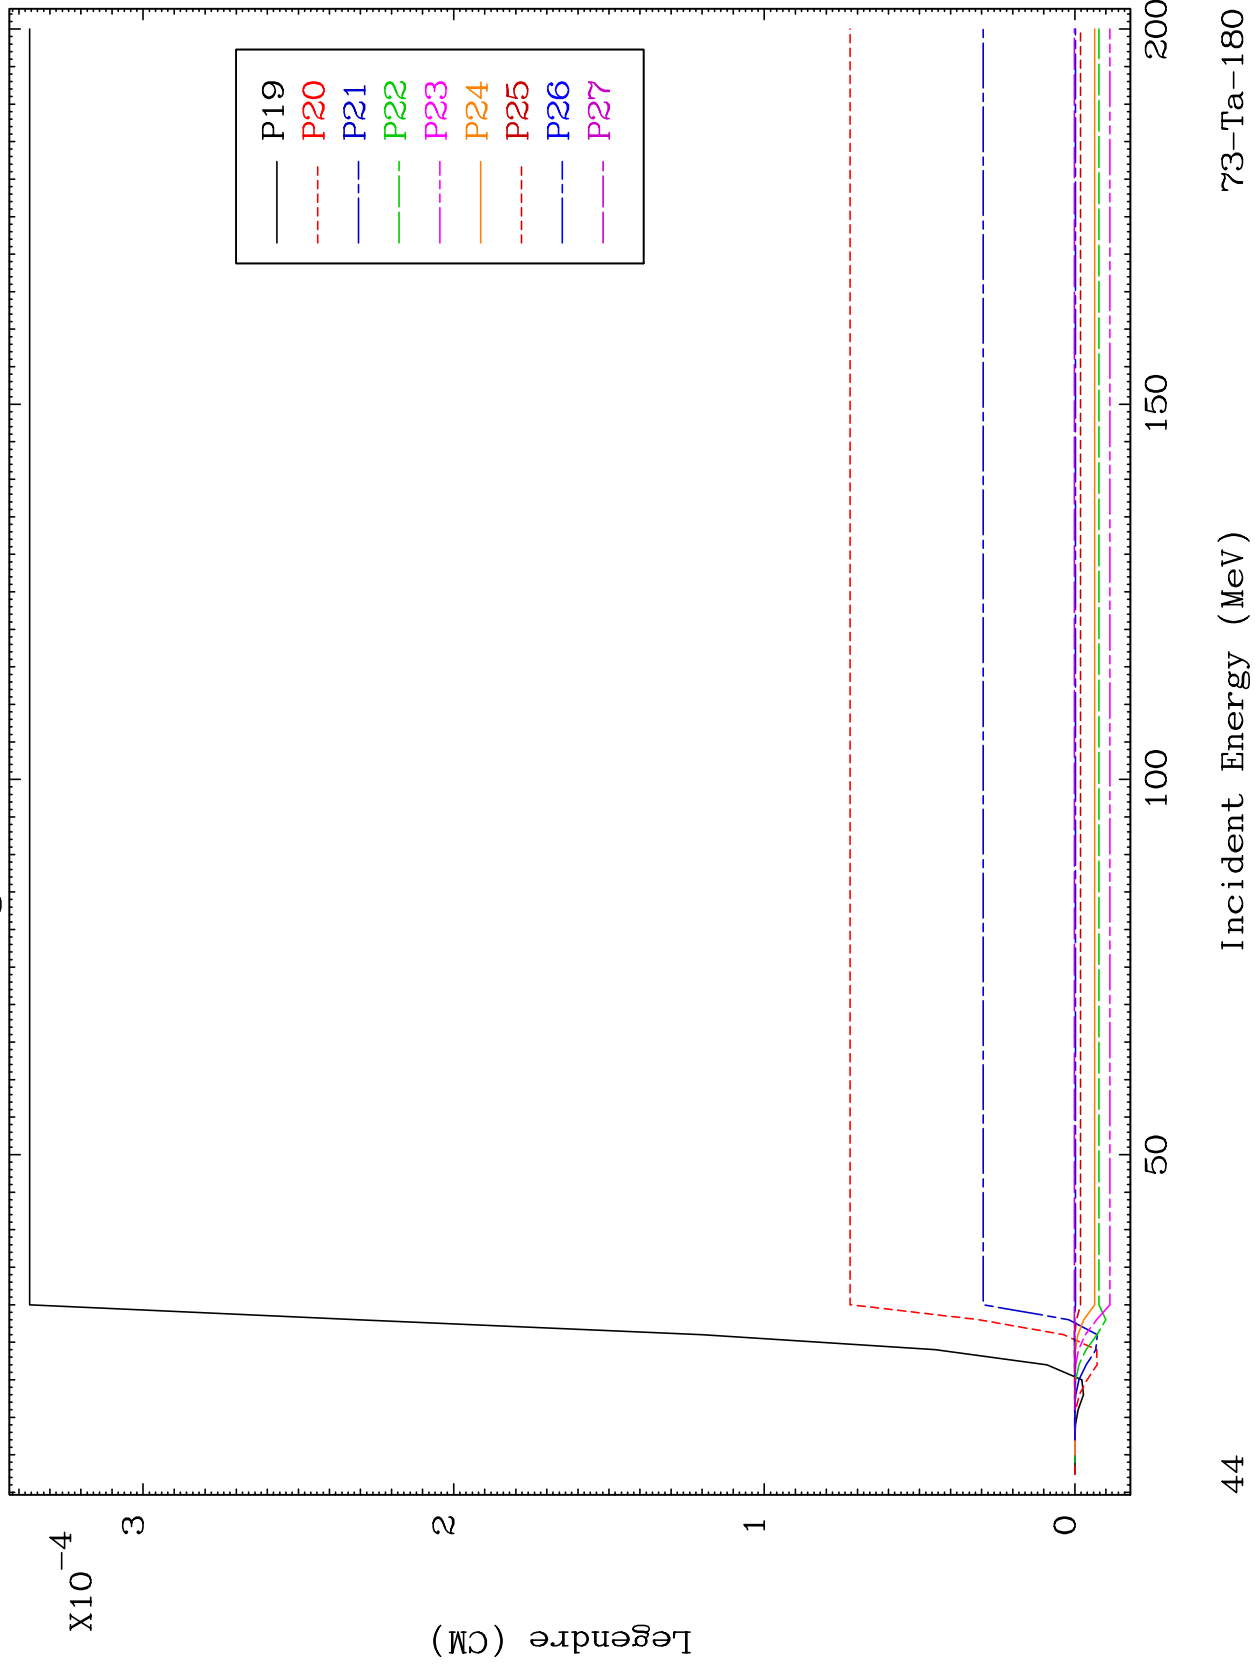 X10-4
3
2
1
0
Legendre (CM)
P19
P20
P21
P22
P23
P24
P25
P26
P27
50
100
150
200
44
Incident Energy (MeV)
73-Ta-180